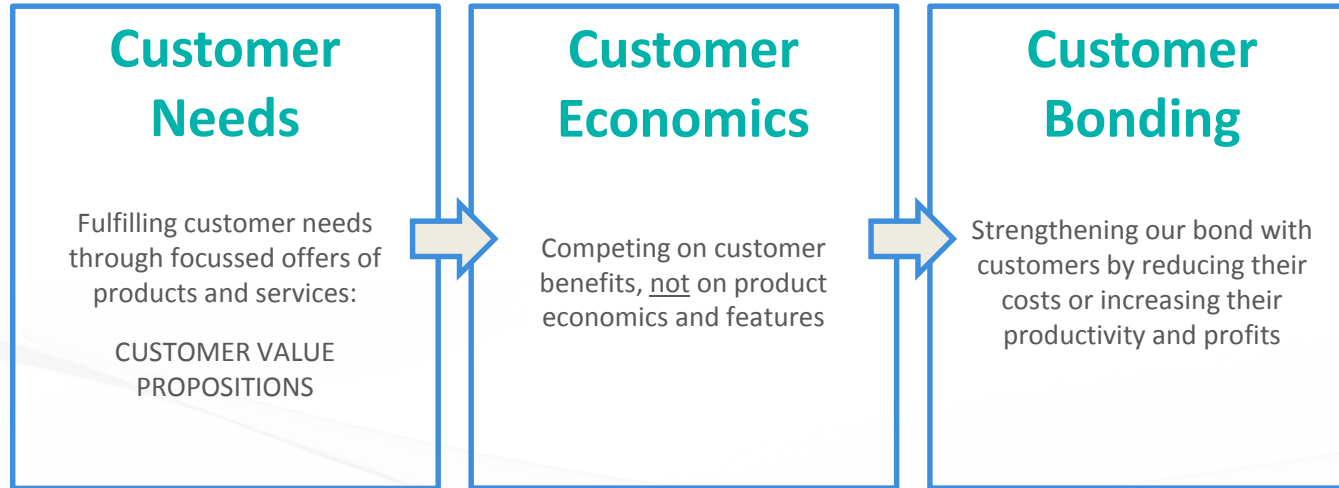 Customer
Needs
Fulfilling customer needs
through focussed offers of
products and services:
CUSTOMER VALUE
PROPOSITIONS
Customer
Economics
Competing on customer
benefits, not on product
economics and features
Customer
Bonding
Strengthening our bond with
customers by reducing their
costs or increasing their
productivity and profits